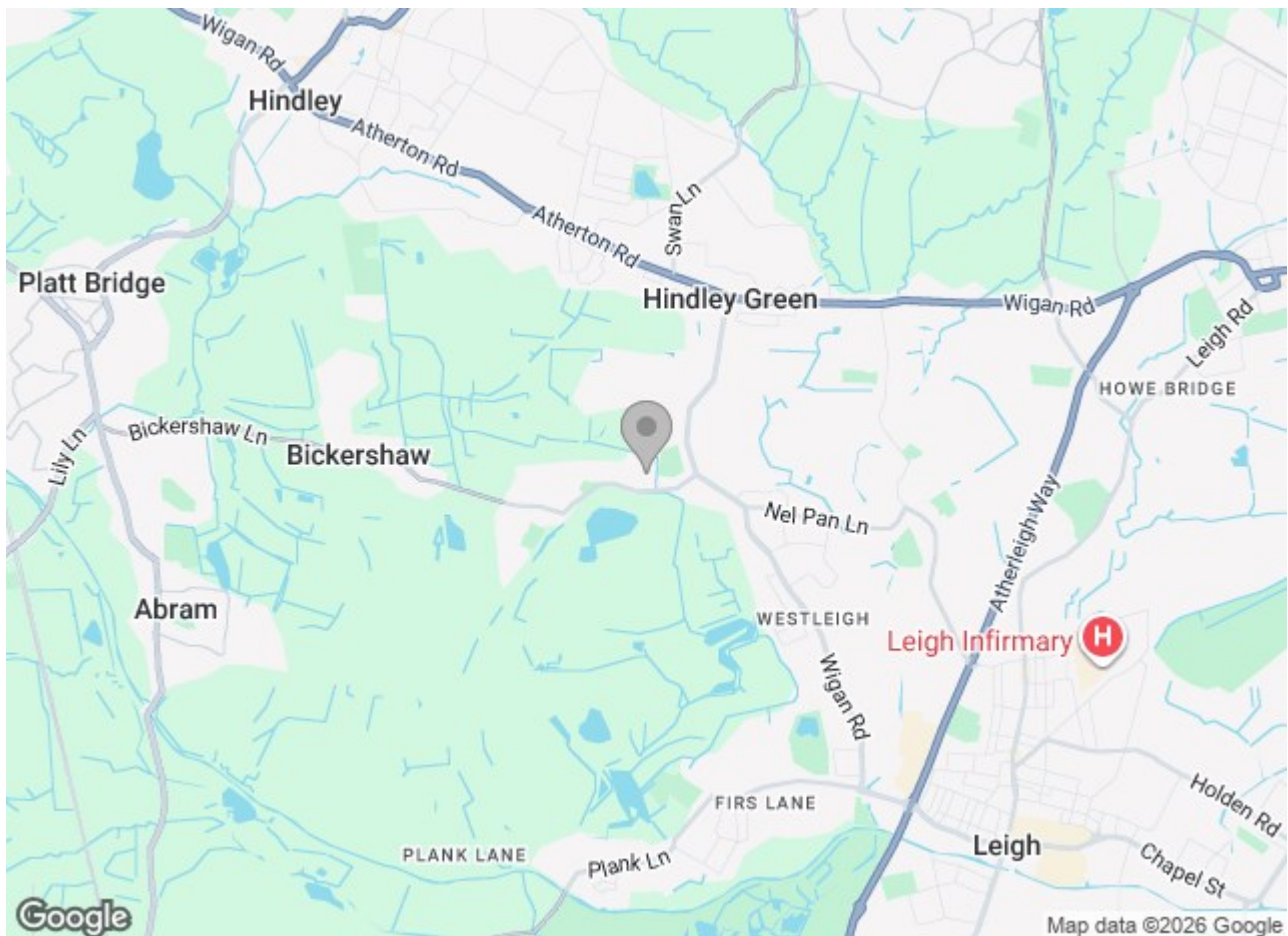 Wigan Rd
Hindley
Atherton Rd
Swan Ln
Atherton Rd
Platt Bridge
Hindley Green
Wigan Rd
Leigh Rd
HOWE BRIDGE
Bickershaw Ln
Lily Ln
Bickershaw
Nel Pan Ln
Atherleigh Way
Abram
WESTLEIGH
Leigh Infirmary
H
Wigan Rd
FIRS LANE
Holden Rd
PLANK LANE
Plank Ln
Leigh
Chapel St
Google
Map data ©2026 Google